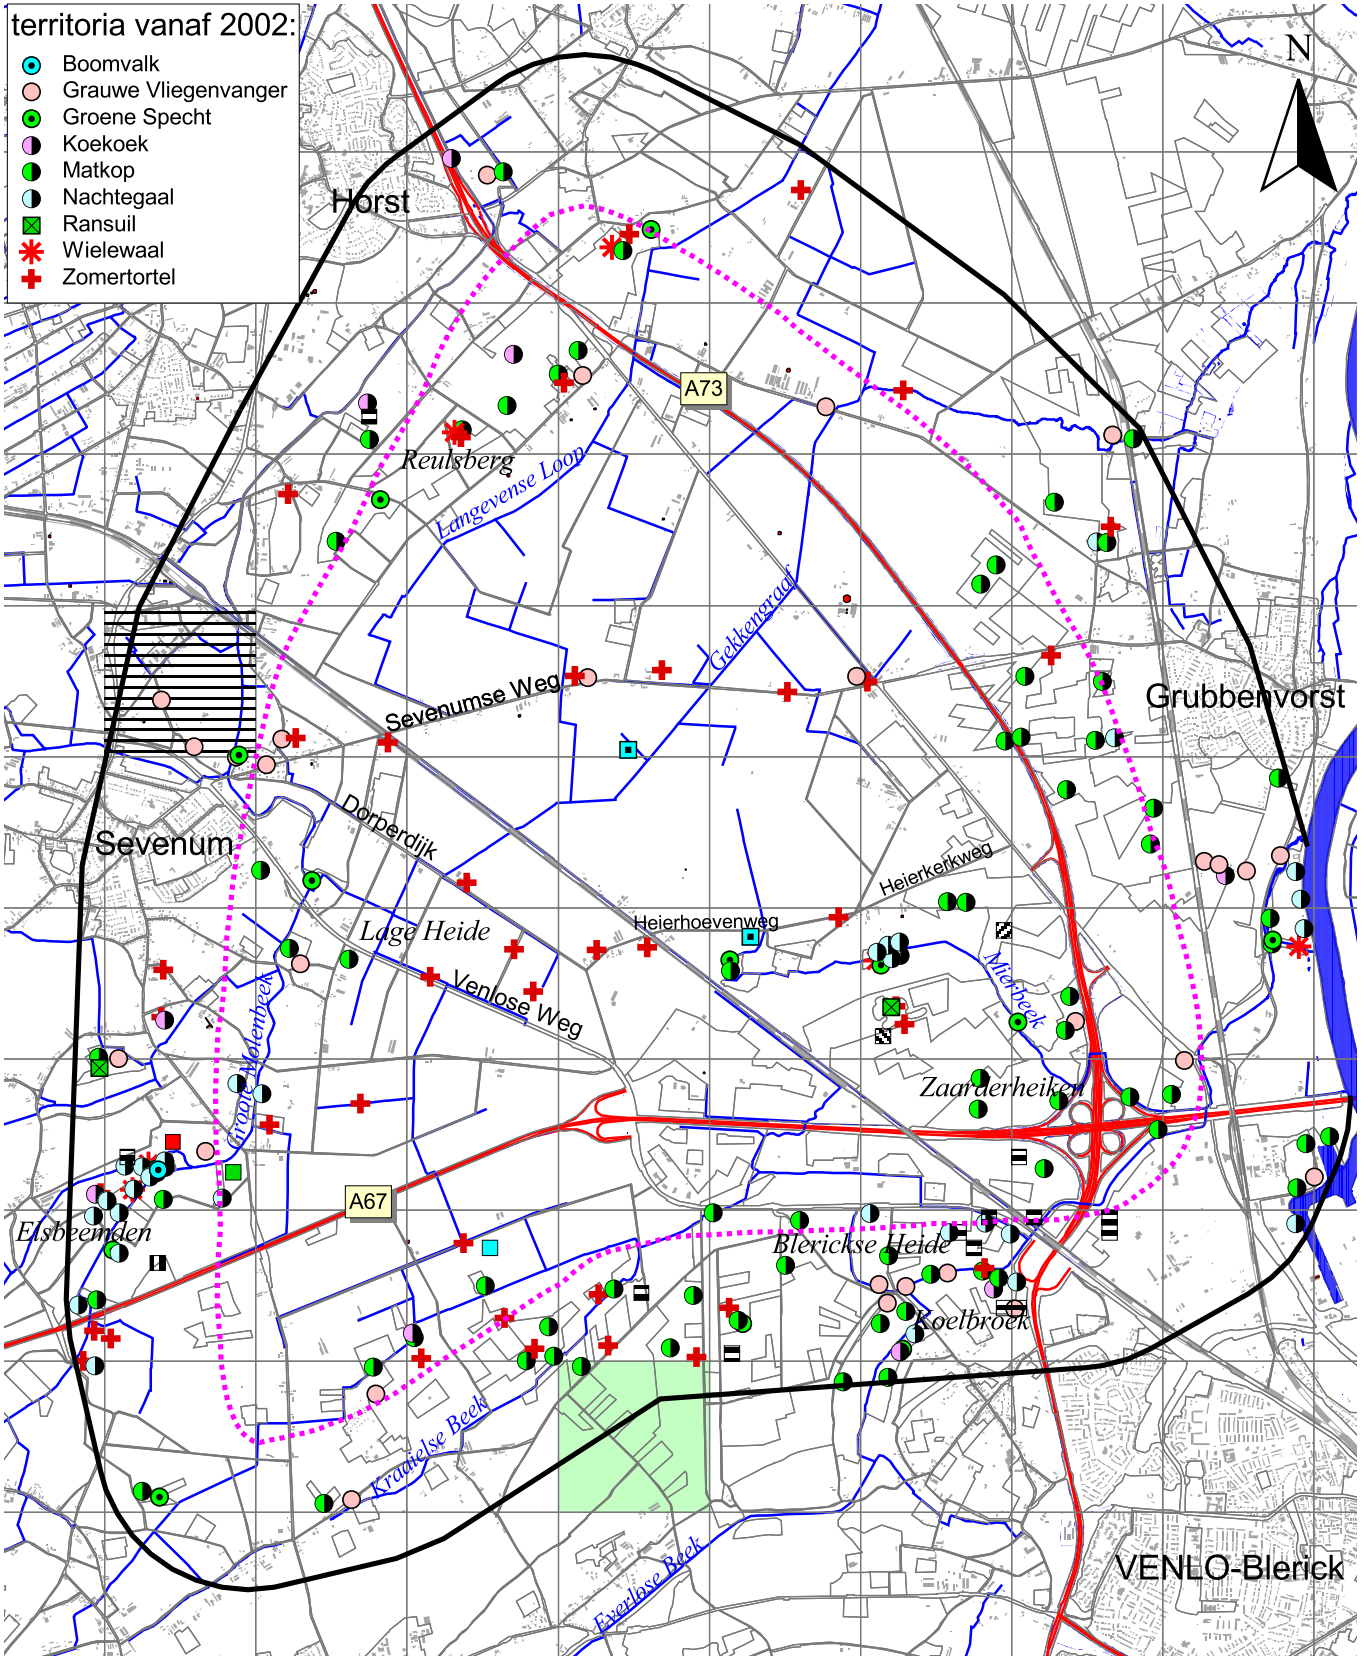 territoria vanaf 2002:
Boomvalk
Grauwe Vliegenvanger
Groene Specht
Koekoek
Matkop
Nachtegaal
Ransuil
Wielewaal
Zomertortel
N
Horst
A73
Reulsberg
Langevense Loop
Gekkengraaf
Sevenumse Weg
Grubbenvorst
Dorperdijk
Sevenum
Heierkerkweg
Lage Heide
Heierhoevenweg
Venlose Weg
Mierbeek
Groote Molenbeek
Zaarderheiken
A67
Elsbeemden
Blerickse Heide
Koelbroek
Kradielse Beek
Everlose Beek
VENLO-Blerick